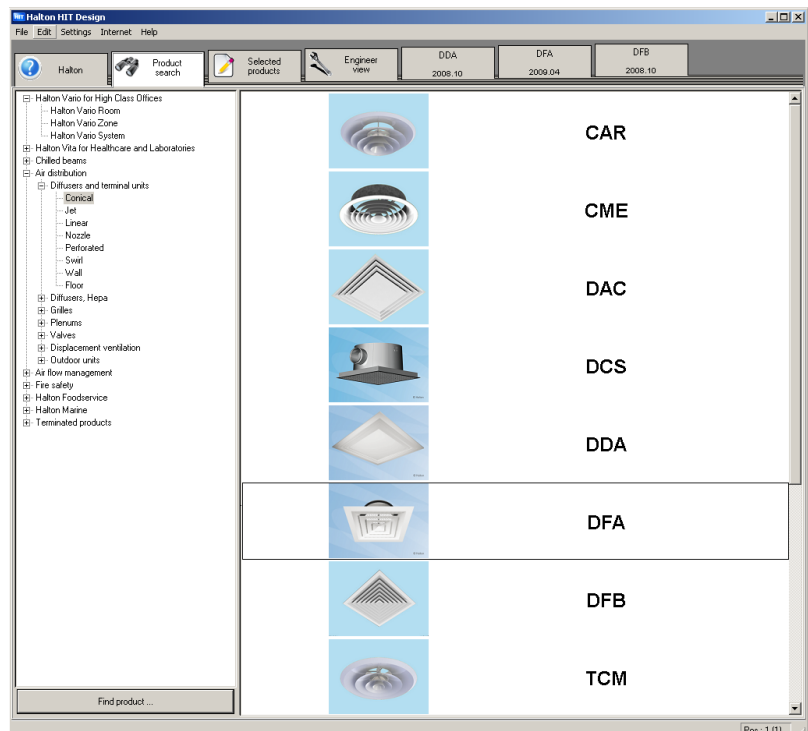 HIT Halton HIT Design
File Edit Settings Internet Help
Halton
Product search
Selected products
Engineer view
DDA 2008.10
DFA 2009.04
DFB 2008.10
Halton Vario for High Class Offices
Halton Vario Room
Halton Vario Zone
Halton Vario System
Halton Vita for Healthcare and Laboratories
Chilled beams
Air distribution
Diffusers and terminal units
Conical
Jet
Linear
Nozzle
Perforated
Swirl
Wall
Floor
Diffusers, Hepa
Grilles
Plenums
Valves
Displacement ventilation
Outdoor units
Air flow management
Fire safety
Halton Foodservice
Halton Marine
Terminated products
Find product ...
CAR
CME
DAC
DCS
DDA
DFA
DFB
TCM
Pos : 1 (1)